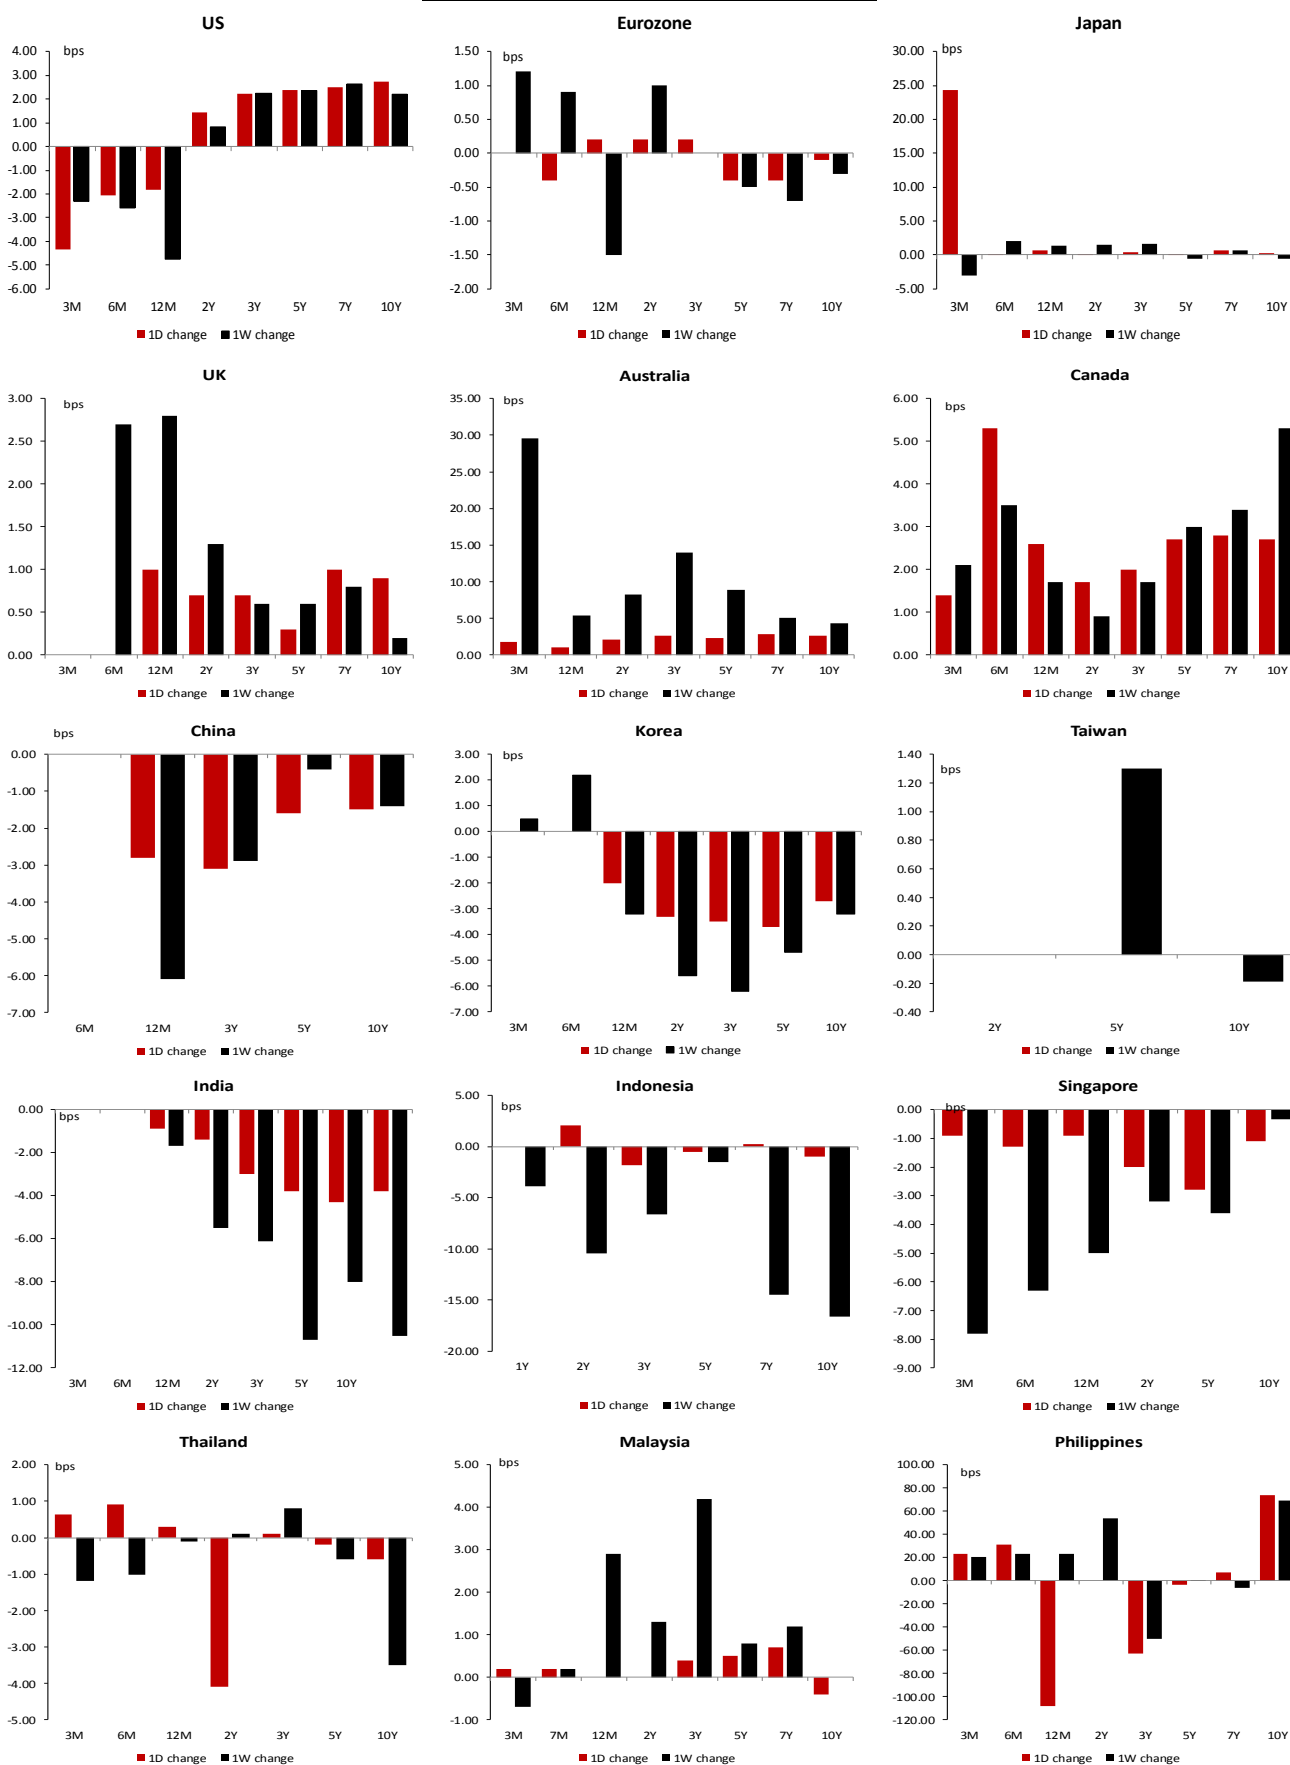 US
bps
4.00
3.00
2.00
1.00
0.00
-1.00
-2.00
-3.00
-4.00
-5.00
-6.00
3M 6M 12M 2Y 3Y 5Y 7Y 10Y
1D change 1W change
Eurozone
bps
1.50
1.00
0.50
0.00
-0.50
-1.00
-1.50
-2.00
3M 6M 12M 2Y 3Y 5Y 7Y 10Y
1D change 1W change
Japan
bps
30.00
25.00
20.00
15.00
10.00
5.00
0.00
-5.00
3M 6M 12M 2Y 3Y 5Y 7Y 10Y
1D change 1W change
UK
bps
3.00
2.50
2.00
1.50
1.00
0.50
0.00
3M 6M 12M 2Y 3Y 5Y 7Y 10Y
1D change 1W change
Australia
bps
35.00
30.00
25.00
20.00
15.00
10.00
5.00
0.00
3M 12M 2Y 3Y 5Y 7Y 10Y
1D change 1W change
Canada
bps
6.00
5.00
4.00
3.00
2.00
1.00
0.00
3M 6M 12M 2Y 3Y 5Y 7Y 10Y
1D change 1W change
China
bps
0.00
-1.00
-2.00
-3.00
-4.00
-5.00
-6.00
-7.00
6M 12M 3Y 5Y 10Y
1D change 1W change
Korea
bps
3.00
2.00
1.00
0.00
-1.00
-2.00
-3.00
-4.00
-5.00
-6.00
-7.00
3M 6M 12M 2Y 3Y 5Y 10Y
1D change 1W change
Taiwan
bps
1.40
1.20
1.00
0.80
0.60
0.40
0.20
0.00
-0.20
-0.40
2Y 5Y 10Y
1D change 1W change
India
bps
0.00
-2.00
-4.00
-6.00
-8.00
-10.00
-12.00
3M 6M 12M 2Y 3Y 5Y 10Y
1D change 1W change
Indonesia
bps
5.00
0.00
-5.00
-10.00
-15.00
-20.00
1Y 2Y 3Y 5Y 7Y 10Y
1D change 1W change
Singapore
bps
0.00
-1.00
-2.00
-3.00
-4.00
-5.00
-6.00
-7.00
-8.00
-9.00
3M 6M 12M 2Y 5Y 10Y
1D change 1W change
Thailand
bps
2.00
1.00
0.00
-1.00
-2.00
-3.00
-4.00
-5.00
3M 6M 12M 2Y 3Y 5Y 10Y
1D change 1W change
Malaysia
bps
5.00
4.00
3.00
2.00
1.00
0.00
-1.00
3M 7M 12M 2Y 3Y 5Y 7Y 10Y
1D change 1W change
Philippines
bps
100.00
80.00
60.00
40.00
20.00
0.00
-20.00
-40.00
-60.00
-80.00
-100.00
-120.00
3M 6M 12M 2Y 3Y 5Y 7Y 10Y
1D change 1W change